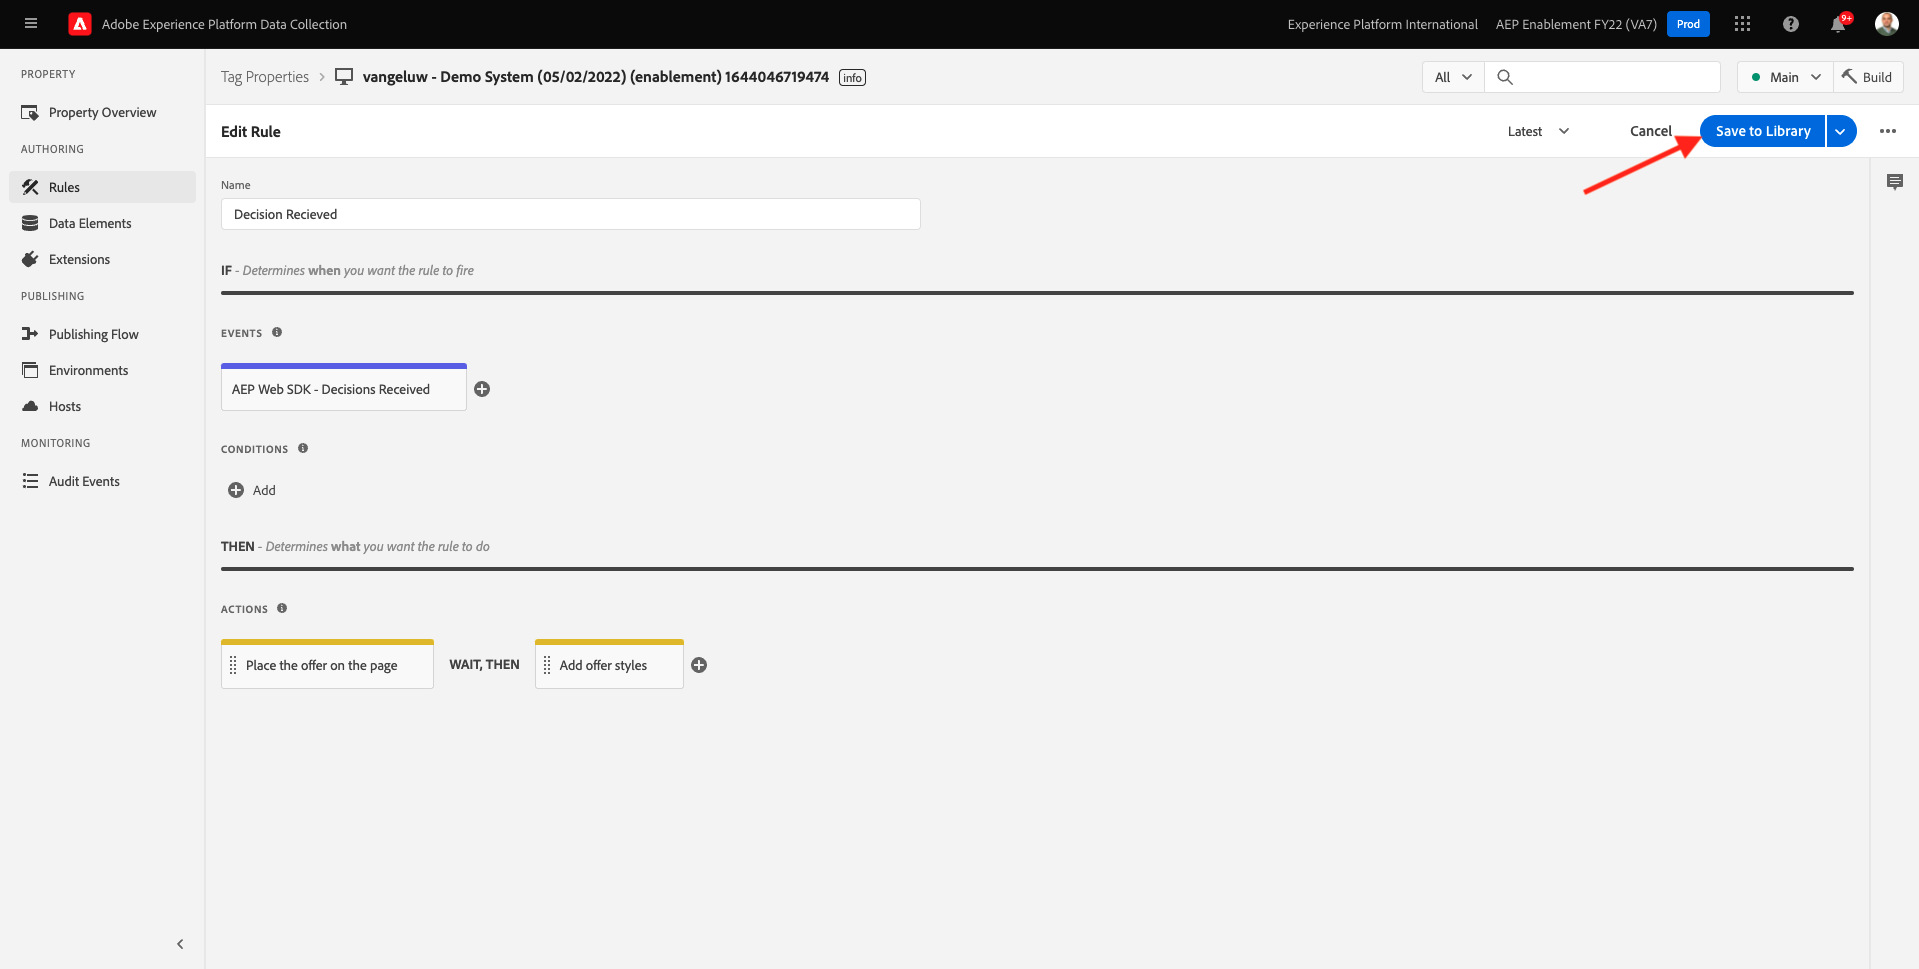 Adobe Experience Platform Data Collection
Experience Platform International
AEP Enablement FY22 (VA7)
Prod
9+
PROPERTY
Property Overview
AUTHORING
Rules
Data Elements
Extensions
PUBLISHING
Publishing Flow
Environments
Hosts
MONITORING
Audit Events
Tag Properties
vangeluw - Demo System (05/02/2022) (enablement) 1644046719474
info
All
Main
Build
Edit Rule
Latest
Cancel
Save to Library
Name
Decision Recieved
IF - Determines when you want the rule to fire
EVENTS
AEP Web SDK - Decisions Received
CONDITIONS
Add
THEN - Determines what you want the rule to do
ACTIONS
Place the offer on the page
WAIT, THEN
Add offer styles